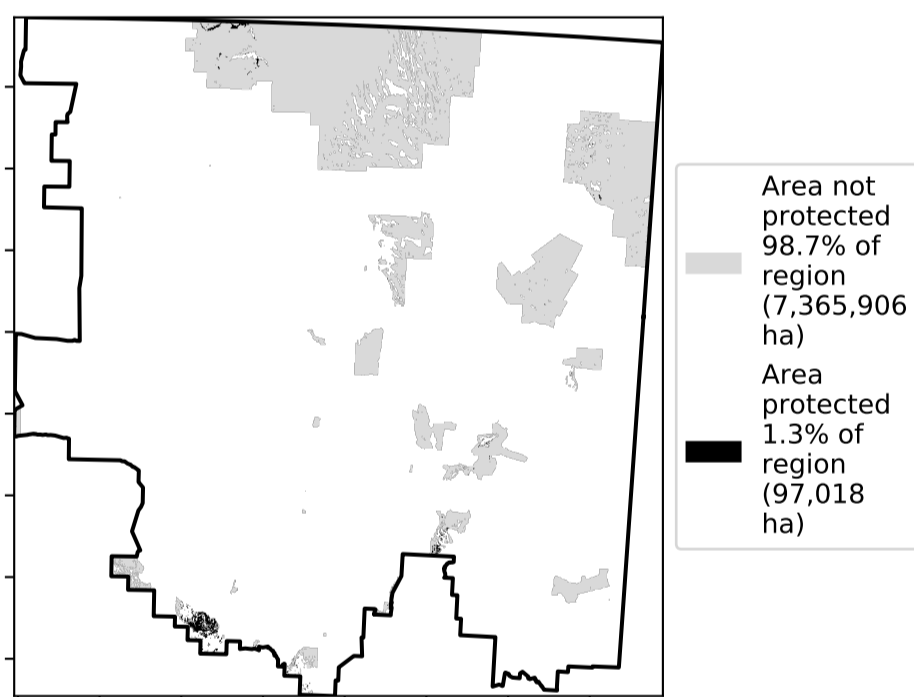 Area not
protected
98.7% of
region
(7,365,906
ha)
Area
protected
1.3% of
region
(97,018
ha)